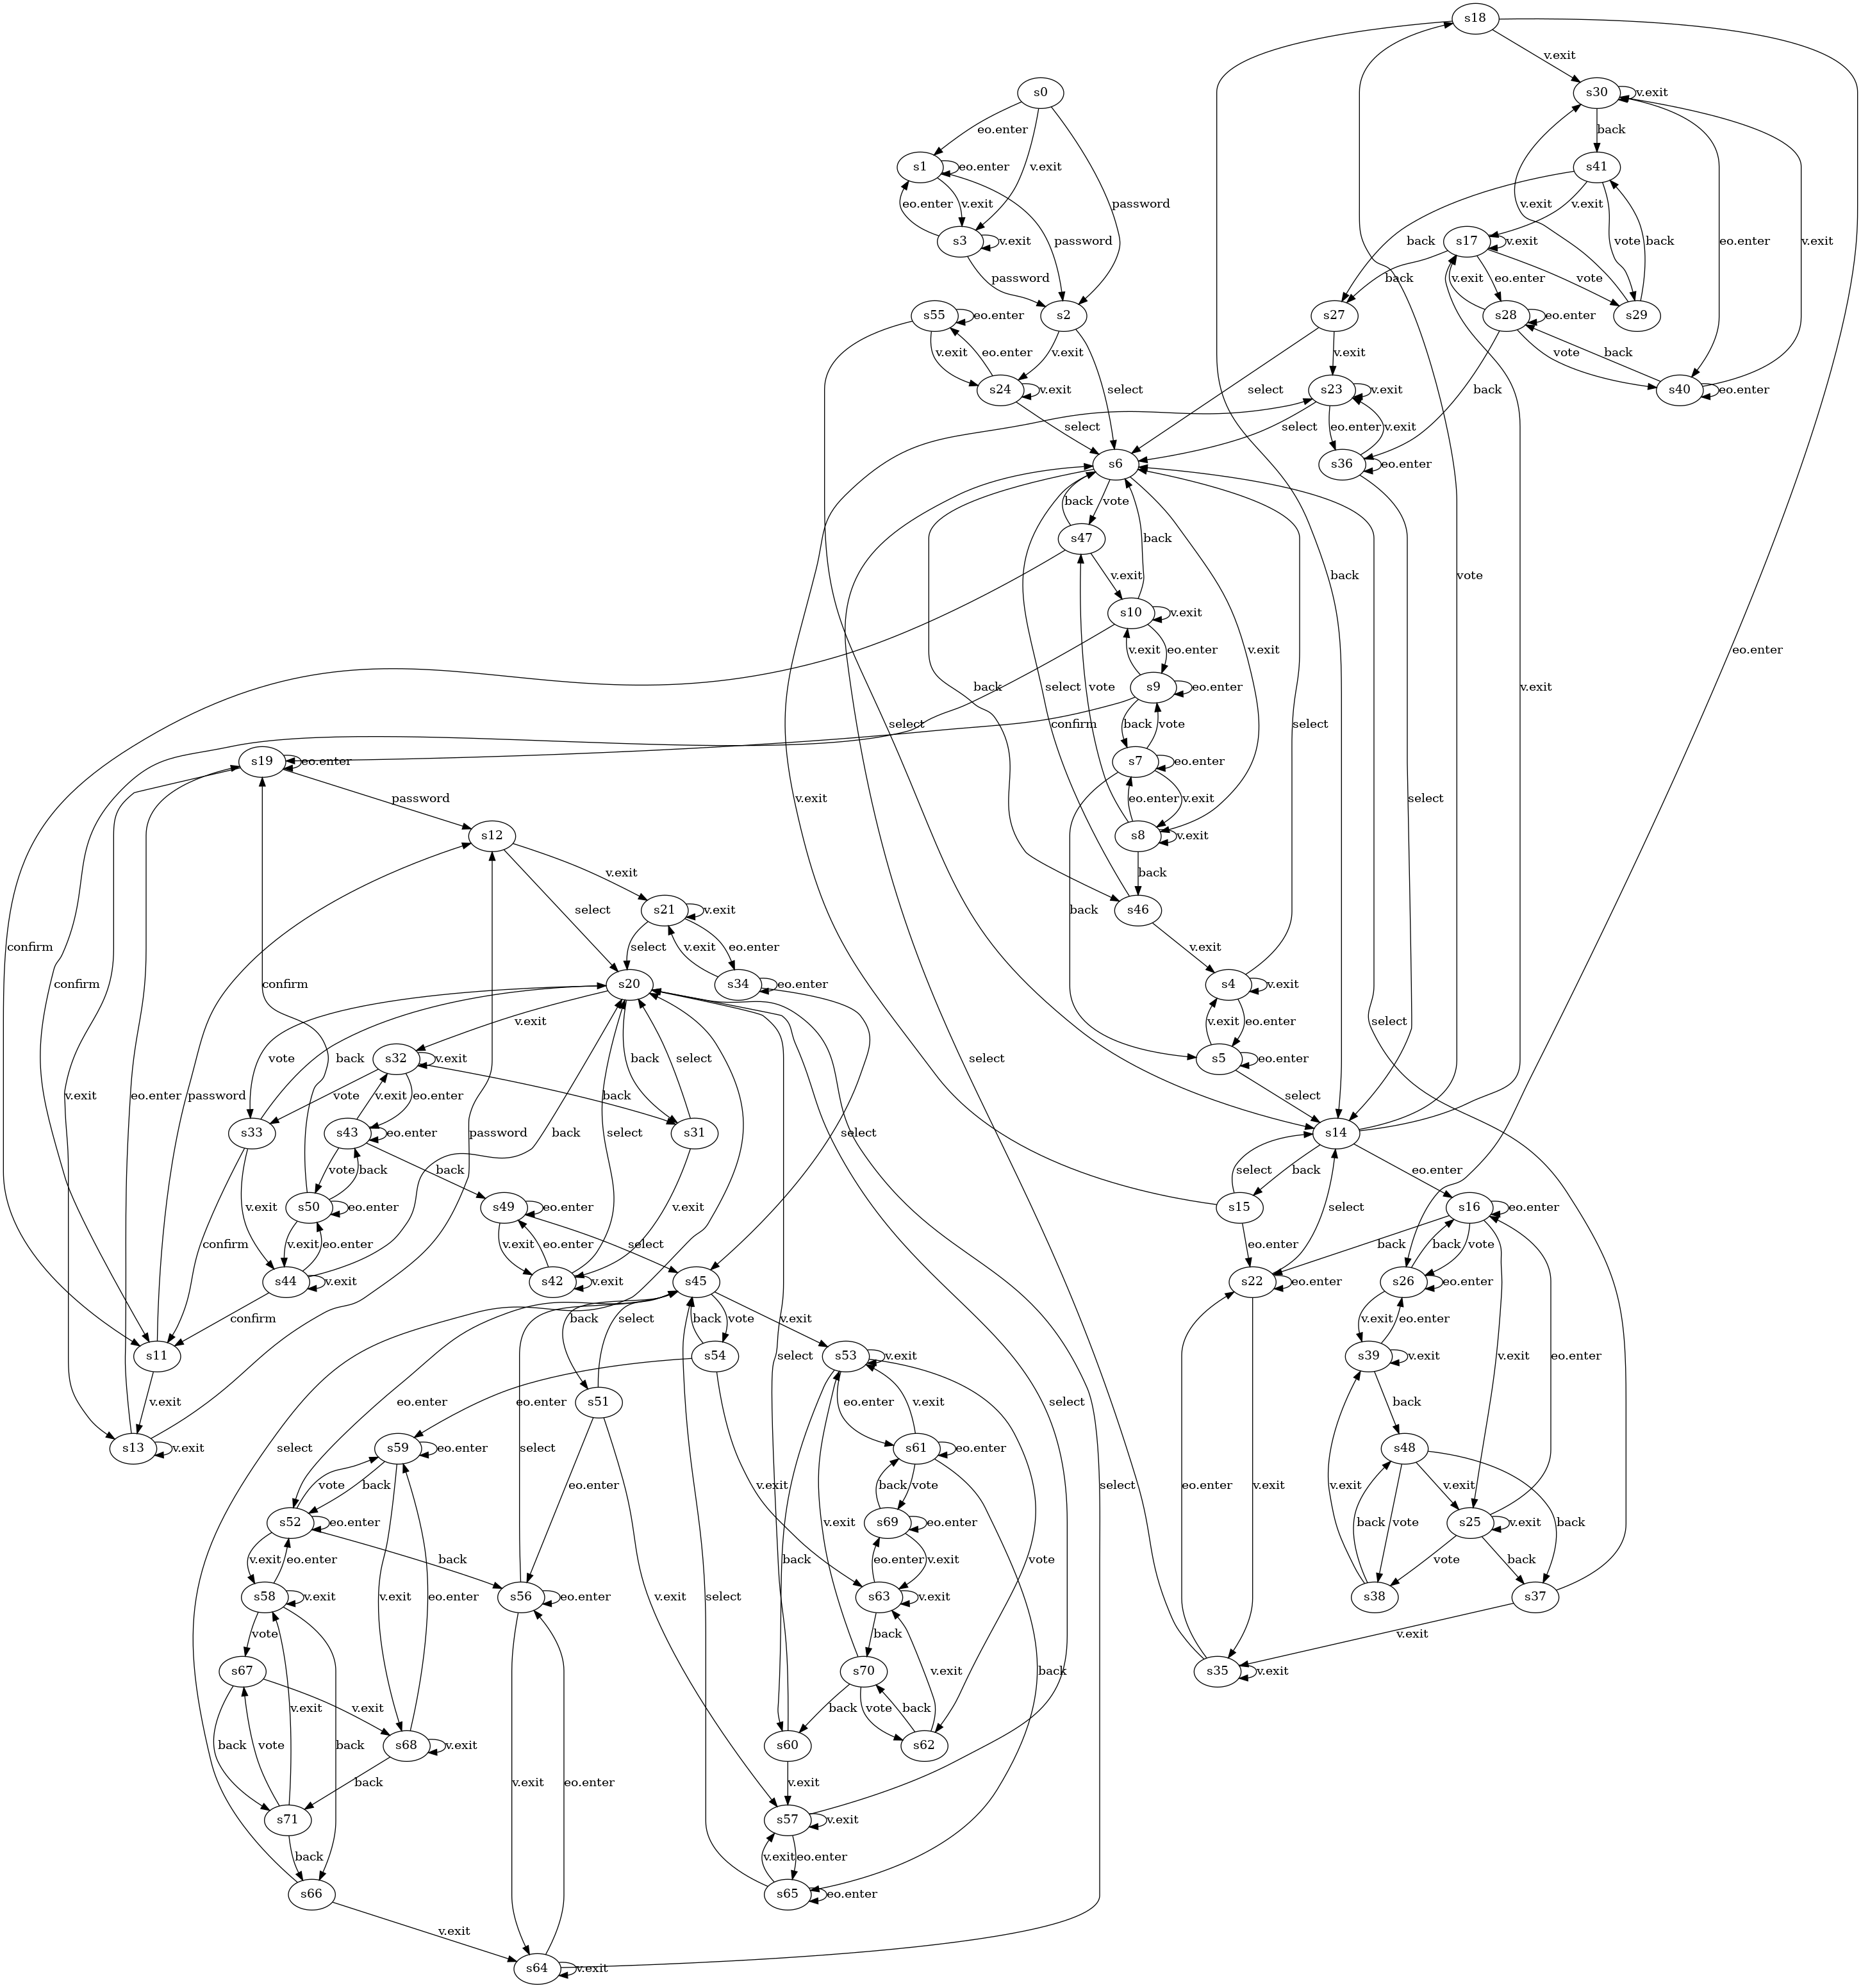 s18
v.exit
s0
s30
v.exit
eo.enter
back
s1
eo.enter
v.exit
s41
password
eo.enter
v.exit
v.exit
s3
v.exit
password
back
v.exit
vote
back
eo.enter
v.exit
s17
v.exit
password
v.exit
back
eo.enter
vote
s55
eo.enter
s2
s27
s28
eo.enter
s29
v.exit
eo.enter
v.exit
v.exit
vote
back
s24
v.exit
select
select
s23
v.exit
back
s40
eo.enter
select
select
eo.enter
v.exit
s6
s36
eo.enter
back
vote
s47
back
vote
v.exit
back
eo.enter
s10
v.exit
v.exit
eo.enter
v.exit
select
vote
s9
eo.enter
v.exit
back
select
confirm
back
vote
select
s19
eo.enter
s7
eo.enter
password
v.exit
eo.enter
v.exit
select
s12
s8
v.exit
v.exit
back
select
s21
v.exit
back
s46
confirm
select
v.exit
eo.enter
v.exit
confirm
confirm
s20
s34
eo.enter
s4
v.exit
v.exit
v.exit
eo.enter
vote
back
s32
v.exit
back
select
s5
eo.enter
password
v.exit
eo.enter
vote
eo.enter
back
select
v.exit
s33
s43
eo.enter
s31
password
back
select
s14
vote
back
back
select
back
eo.enter
s50
eo.enter
s49
eo.enter
s15
s16
eo.enter
confirm
v.exit
v.exit
eo.enter
v.exit
eo.enter
select
v.exit
select
eo.enter
back
back
vote
s44
v.exit
s42
v.exit
s45
s22
eo.enter
s26
eo.enter
confirm
back
select
back
vote
v.exit
v.exit
eo.enter
s11
s54
s53
v.exit
select
s39
v.exit
v.exit
v.exit
eo.enter
select
eo.enter
s51
eo.enter
back
s13
v.exit
s59
eo.enter
s61
eo.enter
v.exit
s48
select
select
eo.enter
v.exit
select
vote
back
eo.enter
v.exit
back
vote
eo.enter
v.exit
v.exit
s52
eo.enter
s69
eo.enter
back
vote
v.exit
s25
v.exit
back
v.exit
eo.enter
back
back
eo.enter
v.exit
vote
vote
back
s58
v.exit
v.exit
eo.enter
s56
eo.enter
v.exit
select
s63
v.exit
s38
s37
vote
back
v.exit
s67
s70
back
v.exit
s35
v.exit
v.exit
v.exit
back
vote
back
back
vote
back
s68
v.exit
s60
s62
back
v.exit
eo.enter
v.exit
s71
s57
v.exit
back
v.exit
eo.enter
s66
s65
eo.enter
v.exit
s64
v.exit